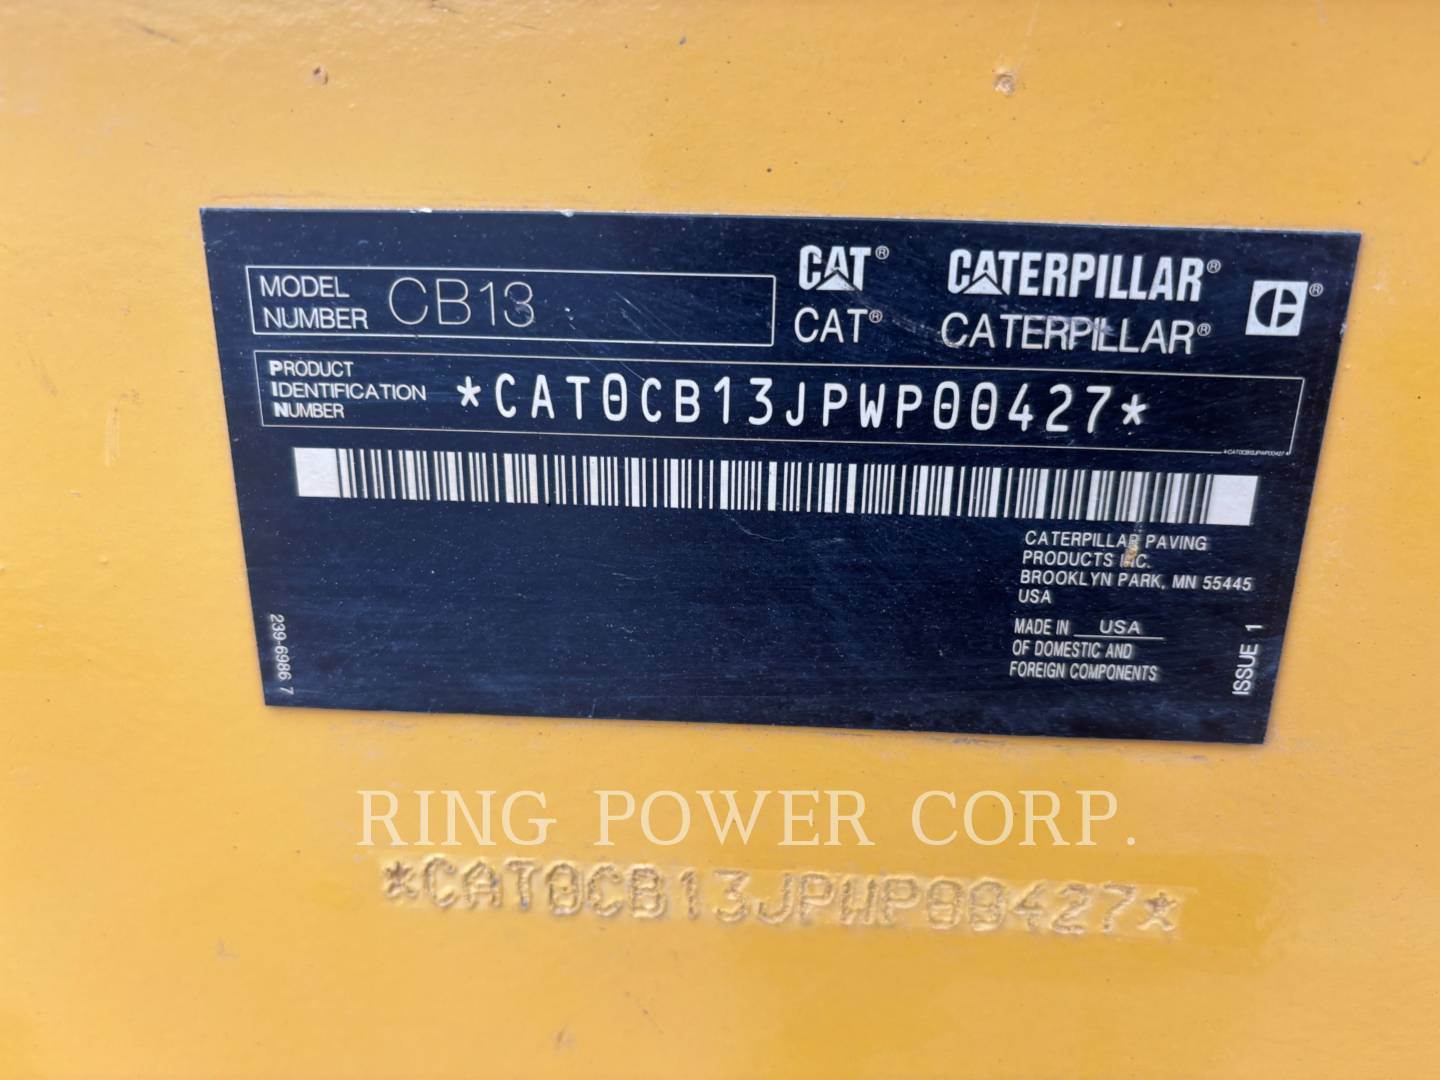 MODEL NUMBER CB13
CAT® CATERPILLAR®
CAT® CATERPILLAR®
PRODUCT IDENTIFICATION NUMBER *CAT0CB13JPWP00427*
*CAT0CB13JPWP00427*
CATERPILLAR PAVING
PRODUCTS INC.
BROOKLYN PARK, MN 55445
USA
MADE IN USA
OF DOMESTIC AND
FOREIGN COMPONENTS
239-6986 7
ISSUE 1
RING POWER CORP.
*CAT0CB13JPWP00427*